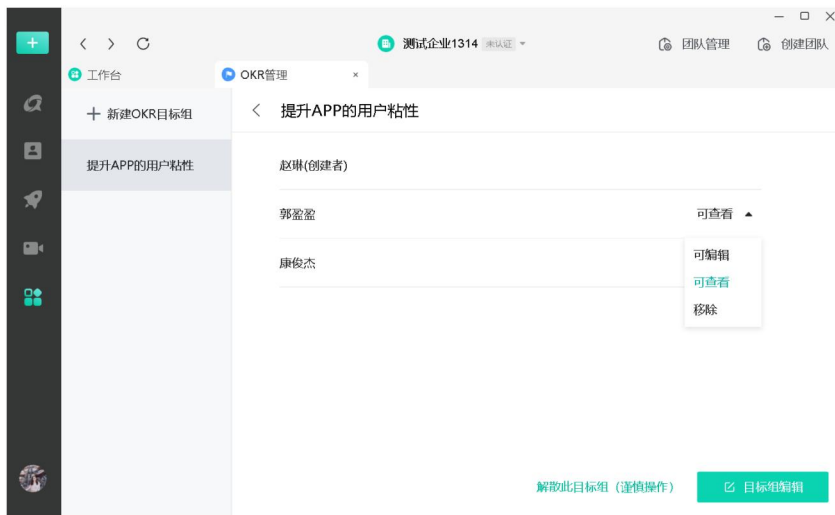 测试企业1314 未认证
团队管理
创建团队
工作台
OKR管理
新建OKR目标组
提升APP的用户粘性
提升APP的用户粘性
赵琳(创建者)
郭盈盈
可查看
康俊杰
可编辑
可查看
移除
解散此目标组（谨慎操作）
目标组编辑